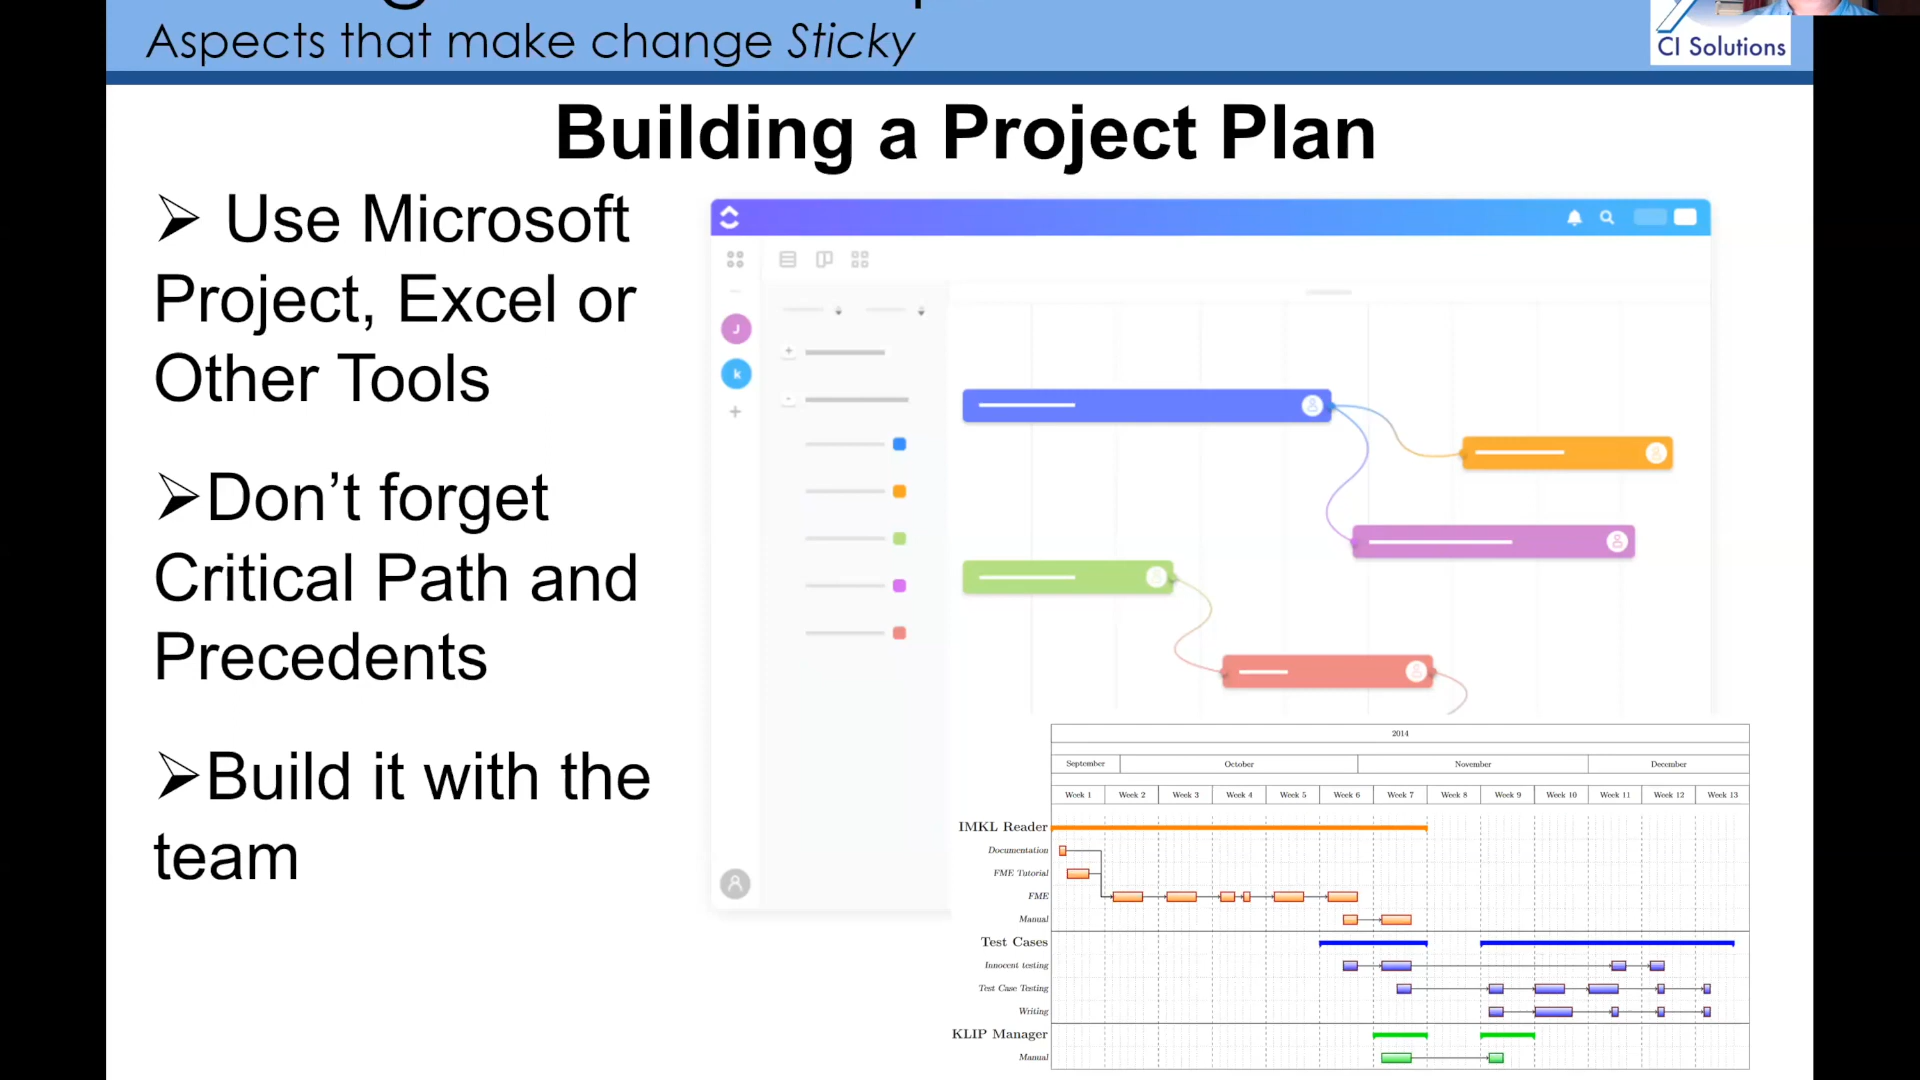 Aspects that make change Sticky
CI Solutions
Building a Project Plan
➢ Use Microsoft
Project, Excel or
Other Tools
➢Don’t forget
Critical Path and
Precedents
➢Build it with the
team
J
k
2014
September October November December
Week 1 Week 2 Week 3 Week 4 Week 5 Week 6 Week 7 Week 8 Week 9 Week 10 Week 11 Week 12 Week 13
IMKL Reader
Documentation
FME Tutorial
FME
Manual
Test Cases
Innocent testing
Test Case Testing
Writing
KLIP Manager
Manual